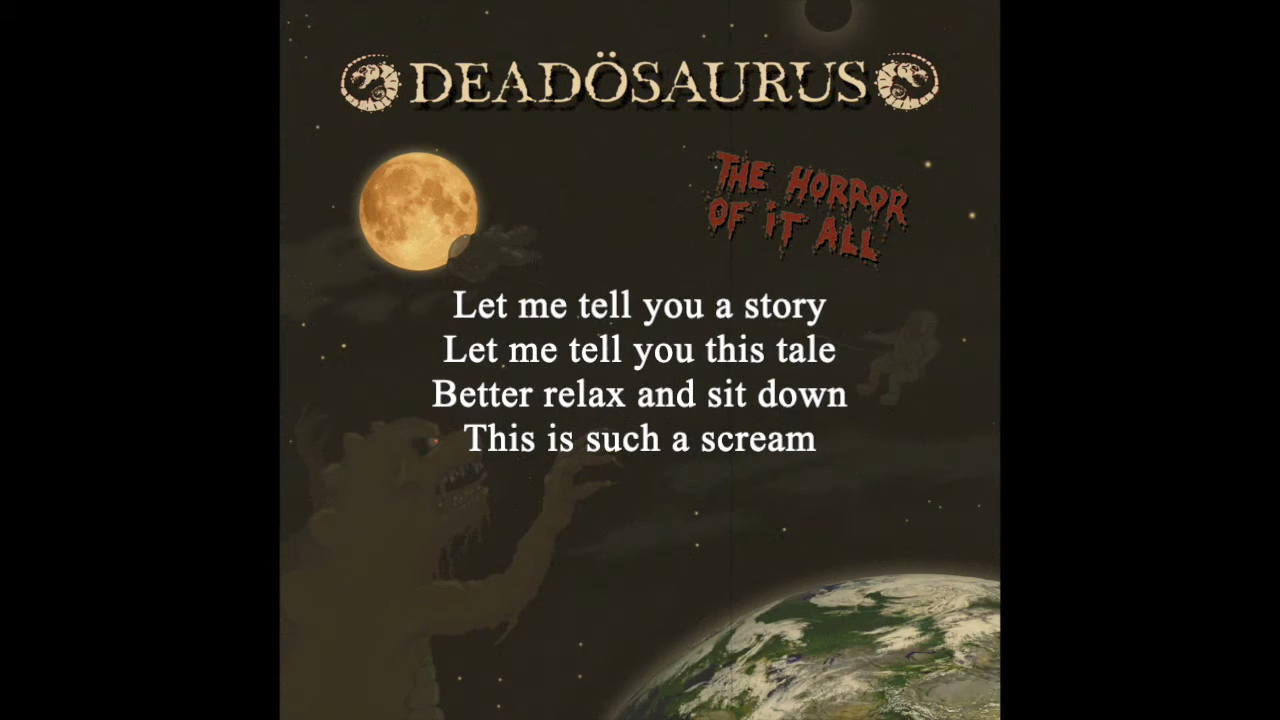 DEADÖSAURUS
THE HORROR
OF iT ALL
Let me tell you a story
Let me tell you this tale
Better relax and sit down
This is such a scream